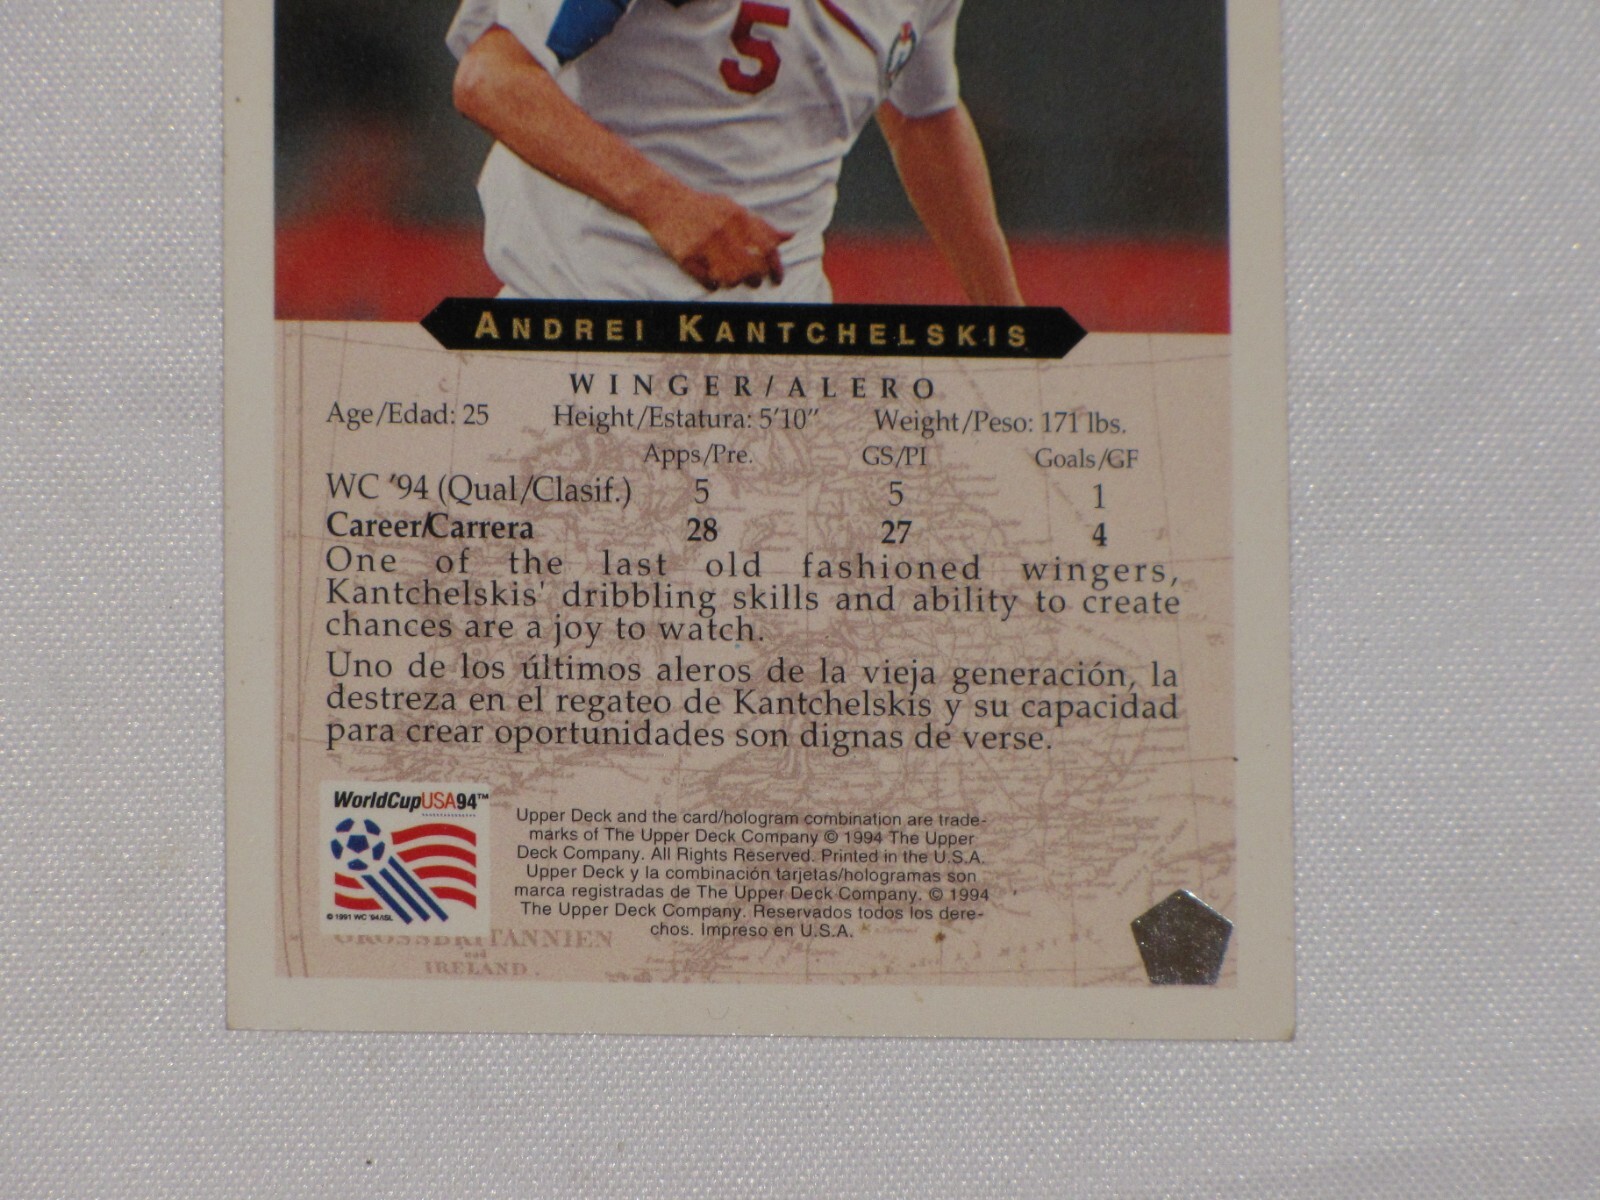 5
ANDREI KANTCHELSKIS
WINGER/ALERO
Age/Edad: 25 Height/Estatura: 5'10" Weight/Peso: 171 lbs.
Apps/Pre. GS/PI Goals/GF
WC '94 (Qual/Clasif.) 5 5 1
Career/Carrera 28 27 4
One of the last old fashioned wingers,
Kantchelskis' dribbling skills and ability to create
chances are a joy to watch.
Uno de los últimos aleros de la vieja generación, la
destreza en el regateo de Kantchelskis y su capacidad
para crear oportunidades son dignas de verse.
WorldCupUSA94™
© 1991 WC '94/ISL
Upper Deck and the card/hologram combination are trade-
marks of The Upper Deck Company © 1994 The Upper
Deck Company. All Rights Reserved. Printed in the U.S.A.
Upper Deck y la combinación tarjetas/hologramas son
marca registradas de The Upper Deck Company. © 1994
The Upper Deck Company. Reservados todos los dere-
chos. Impreso en U.S.A.
GROSSBRITANNIEN
und
IRELAND.